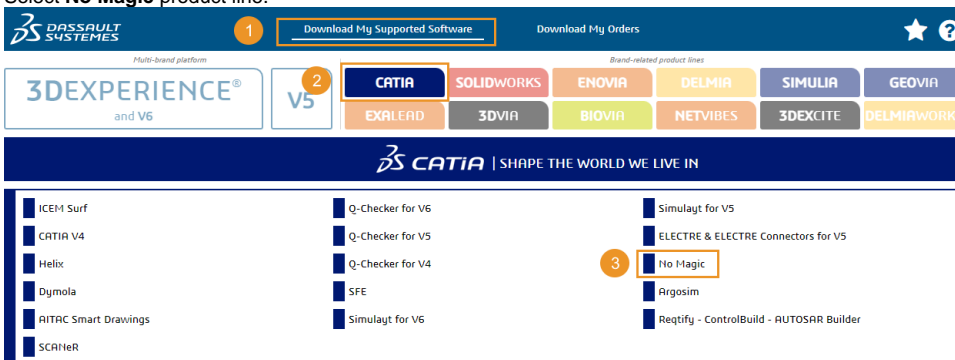 Select No Magic product line.
DASSAULT SYSTEMES
1
Download My Supported Software
Download My Orders
Multi-brand platform
Brand-related product lines
3DEXPERIENCE®
and V6
V5
2
CATIA
SOLIDWORKS
ENOVIA
DELMIA
SIMULIA
GEOVIA
EXALEAD
3DVIA
BIOVIA
NETVIBES
3DEXCITE
DELMIAWORK
CATIA | SHAPE THE WORLD WE LIVE IN
ICEM Surf
Q-Checker for V6
Simulayt for V5
CATIA V4
Q-Checker for V5
ELECTRE & ELECTRE Connectors for V5
Helix
Q-Checker for V4
3
No Magic
Dymola
SFE
Argosim
AITAC Smart Drawings
Simulayt for V6
Reqtify - ControlBuild - AUTOSAR Builder
SCANeR